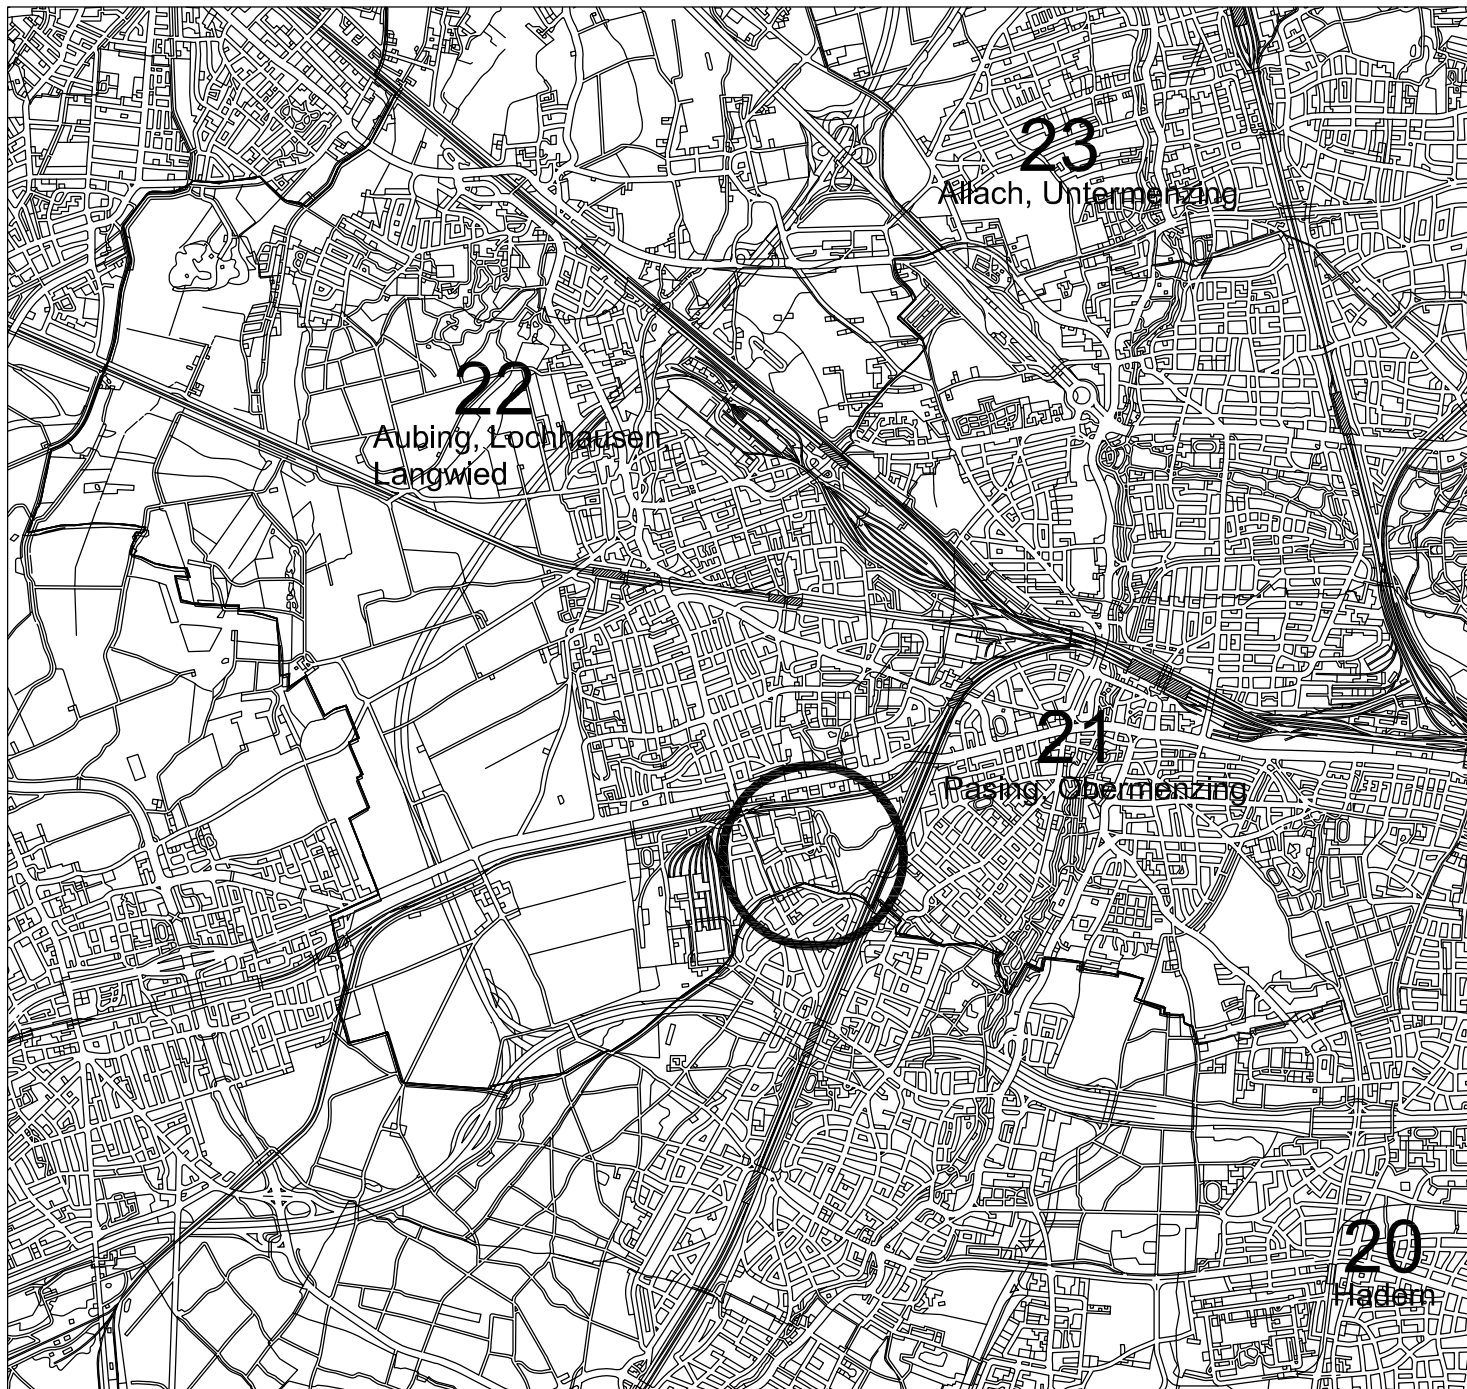 23
Allach, Untermenzing
22
Aubing, Lochhausen,
Langwied
21
Pasing, Obermenzing
20
Hadern